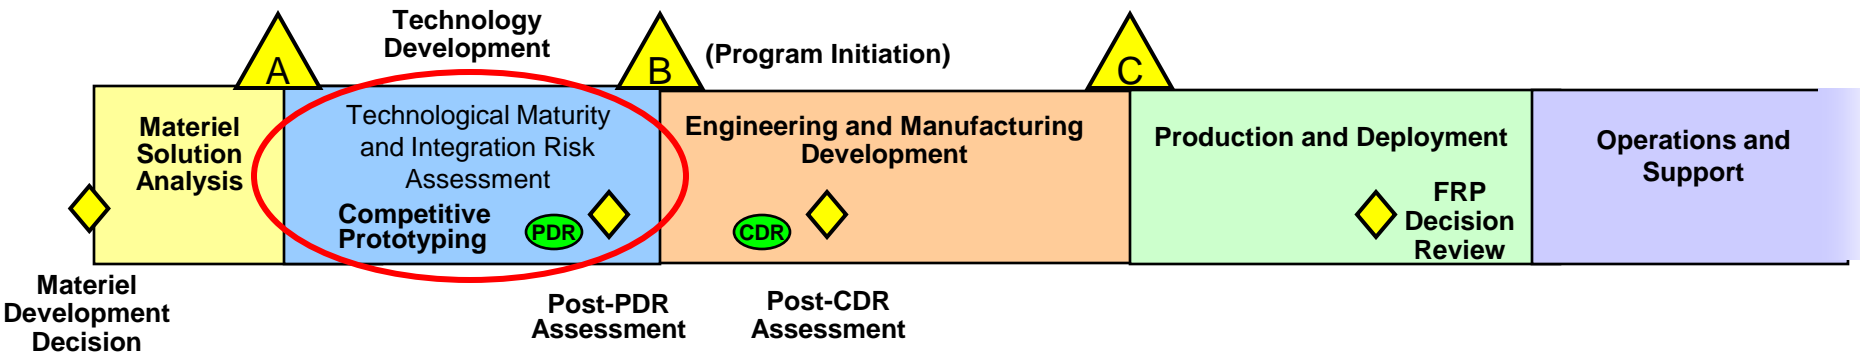 Technology
Development
A
B
(Program Initiation)
C
Materiel
Solution
Analysis
Technological Maturity
and Integration Risk
Assessment
Competitive
Prototyping
PDR
Engineering and Manufacturing
Development
CDR
Production and Deployment
FRP
Decision
Review
Operations and
Support
Materiel
Development
Decision
Post-PDR
Assessment
Post-CDR
Assessment